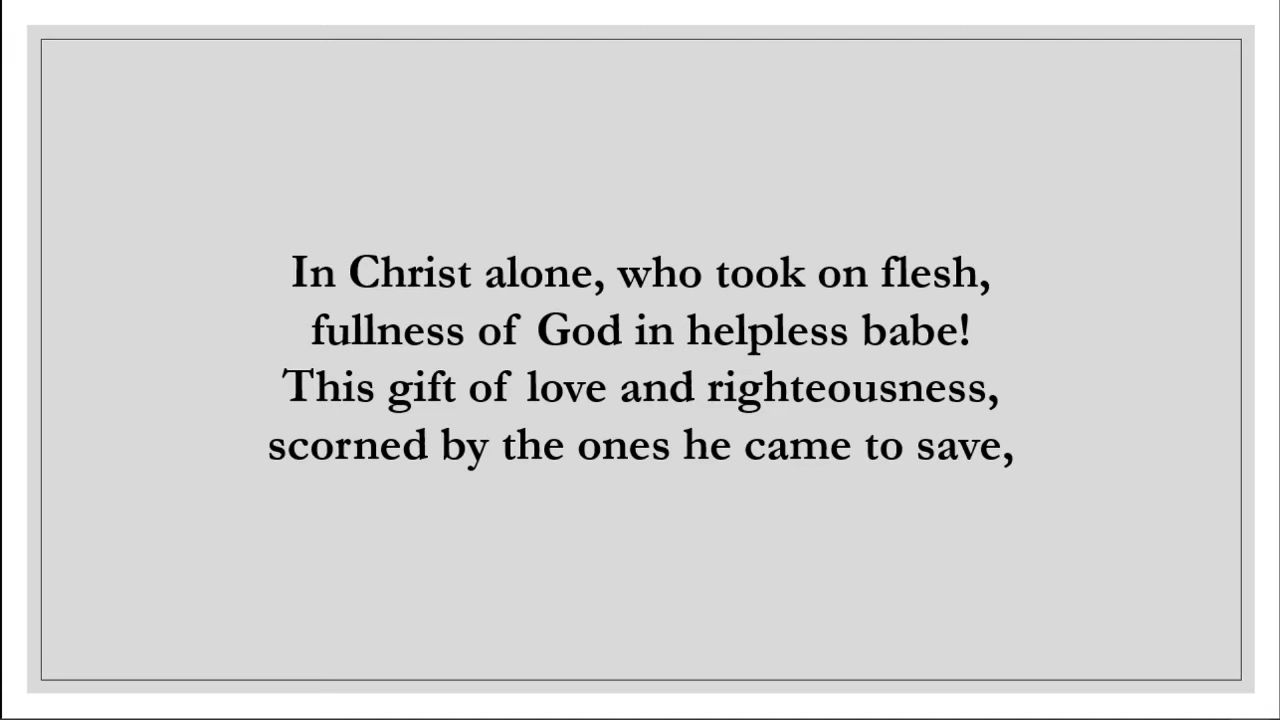 In Christ alone, who took on flesh,
fullness of God in helpless babe!
This gift of love and righteousness,
scorned by the ones he came to save,